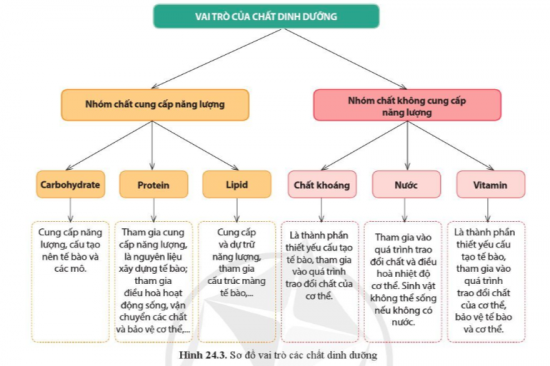 VAI TRÒ CỦA CHẤT DINH DƯỠNG
Nhóm chất cung cấp năng lượng
Nhóm chất không cung cấp
năng lượng
Carbohydrate
Protein
Lipid
Chất khoáng
Nước
Vitamin
Cung cấp năng
lượng, cấu tạo
nên tế bào và
các mô.
Tham gia cung
cấp năng lượng,
là nguyên liệu
xây dựng tế bào;
tham gia
điều hoà hoạt
động sống, vận
chuyển các chất
và bảo vệ cơ thể,...
Cung cấp
và dự trữ
năng lượng,
tham gia
cấu trúc màng
tế bào,...
Là thành phần
thiết yếu cấu tạo
tế bào, tham gia
vào quá trình
trao đổi chất của
cơ thể.
Tham gia vào
quá trình trao
đổi chất và điều
hoà nhiệt độ
cơ thể. Sinh vật
không thể sống
nếu không có
nước.
Là thành phần
thiết yếu cấu
tạo tế bào,
tham gia vào
quá trình
trao đổi chất
của cơ thể,
bảo vệ tế bào
và cơ thể.
Hình 24.3. Sơ đồ vai trò các chất dinh dưỡng